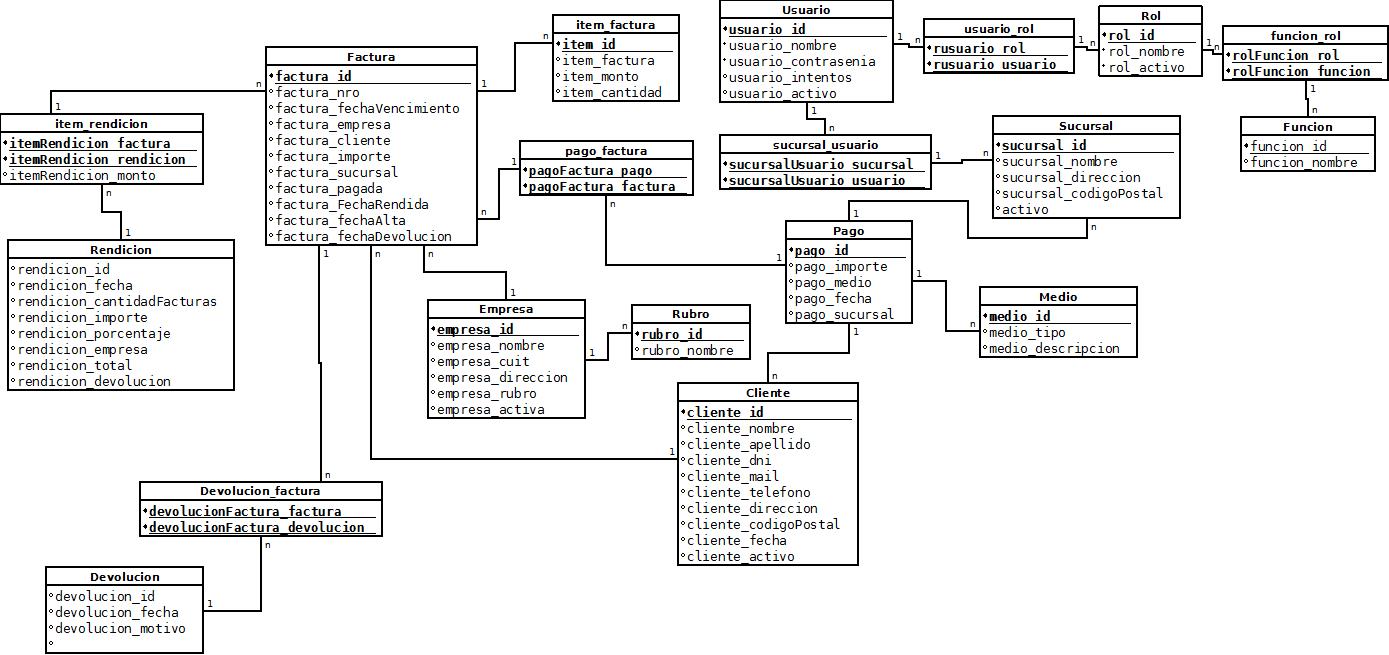 item_factura
item_id
item_factura
item_monto
item_cantidad
Usuario
usuario_id
usuario_nombre
usuario_contrasenia
usuario_intentos
usuario_activo
usuario_rol
rusuario_rol
rusuario_usuario
Rol
rol_id
rol_nombre
rol_activo
funcion_rol
rolFuncion_rol
rolFuncion_funcion
Funcion
funcion_id
funcion_nombre
Factura
factura_id
factura_nro
factura_fechaVencimiento
factura_empresa
factura_cliente
factura_importe
factura_sucursal
factura_pagada
factura_FechaRendida
factura_fechaAlta
factura_fechaDevolucion
item_rendicion
itemRendicion_factura
itemRendicion_rendicion
itemRendicion_monto
pago_factura
pagoFactura_pago
pagoFactura_factura
sucursal_usuario
sucursalUsuario_sucursal
sucursalUsuario_usuario
Sucursal
sucursal_id
sucursal_nombre
sucursal_direccion
sucursal_codigoPostal
activo
Rendicion
rendicion_id
rendicion_fecha
rendicion_cantidadFacturas
rendicion_importe
rendicion_porcentaje
rendicion_empresa
rendicion_total
rendicion_devolucion
Pago
pago_id
pago_importe
pago_medio
pago_fecha
pago_sucursal
Medio
medio_id
medio_tipo
medio_descripcion
Empresa
empresa_id
empresa_nombre
empresa_cuit
empresa_direccion
empresa_rubro
empresa_activa
Rubro
rubro_id
rubro_nombre
Cliente
cliente_id
cliente_nombre
cliente_apellido
cliente_dni
cliente_mail
cliente_telefono
cliente_direccion
cliente_codigoPostal
cliente_fecha
cliente_activo
Devolucion_factura
devolucionFactura_factura
devolucionFactura_devolucion
Devolucion
devolucion_id
devolucion_fecha
devolucion_motivo
n
1
n
1
n
1
1
n
1
n
1
n
1
n
1
n
1
n
1
n
n
1
1
n
1
n
1
n
1
n
n
1
n
1
1
n
1
n
n
1